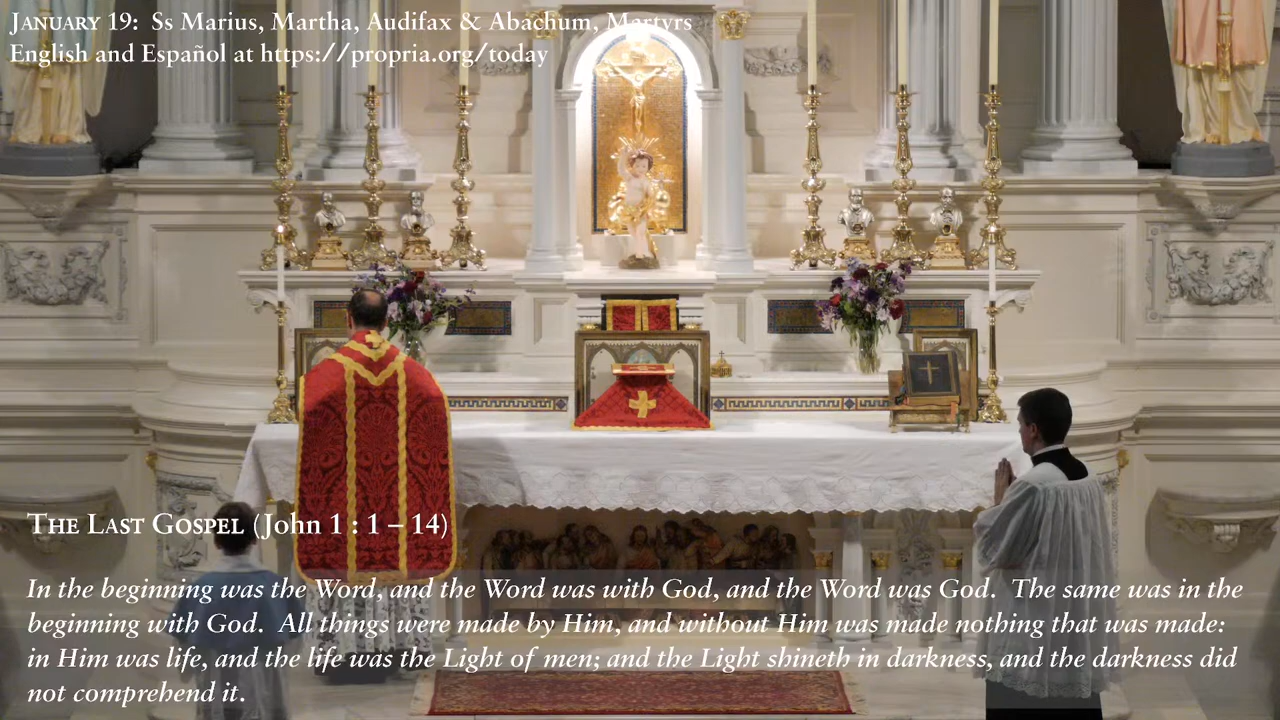 January 19: Ss Marius, Martha, Audifax & Abachum, Martyrs
English and Español at https://propria.org/today
The Last Gospel (John 1 : 1 – 14)
In the beginning was the Word, and the Word was with God, and the Word was God. The same was in the
beginning with God. All things were made by Him, and without Him was made nothing that was made:
in Him was life, and the life was the Light of men; and the Light shineth in darkness, and the darkness did
not comprehend it.